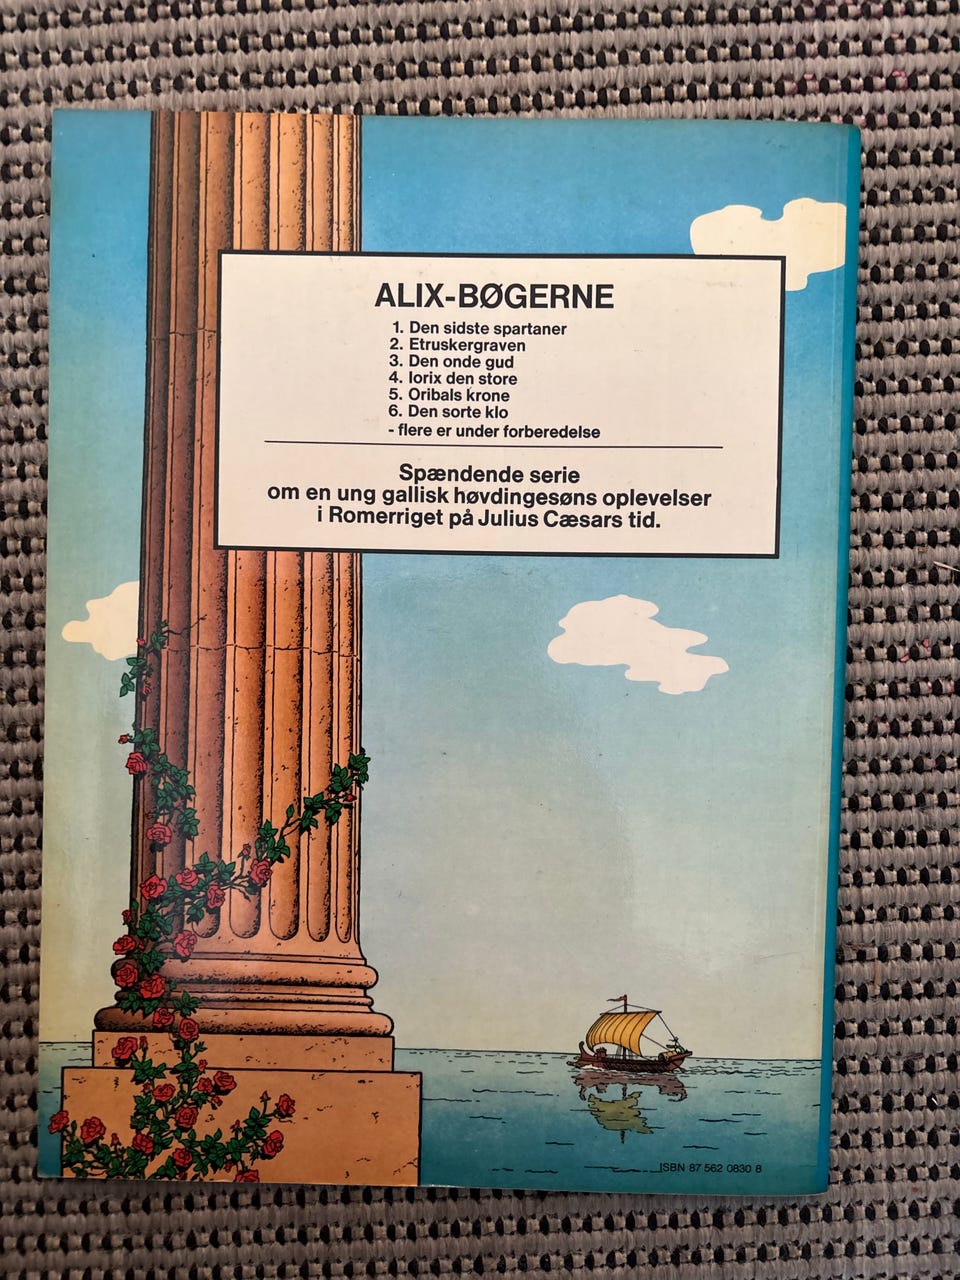 ALIX-BØGERNE
1. Den sidste spartaner
2. Etruskergraven
3. Den onde gud
4. Iorix den store
5. Oribals krone
6. Den sorte klo
- flere er under forberedelse
Spændende serie
om en ung gallisk høvdingesøns oplevelser
i Romerriget på Julius Cæsars tid.
ISBN 87 562 0830 8